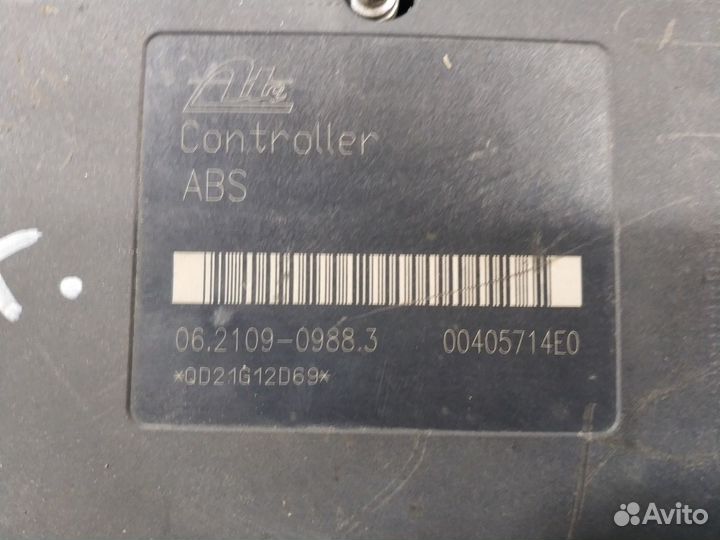 Ate
Controller
ABS
06.2109-0988.3 00405714E0
*QD21G12D69*
Avito